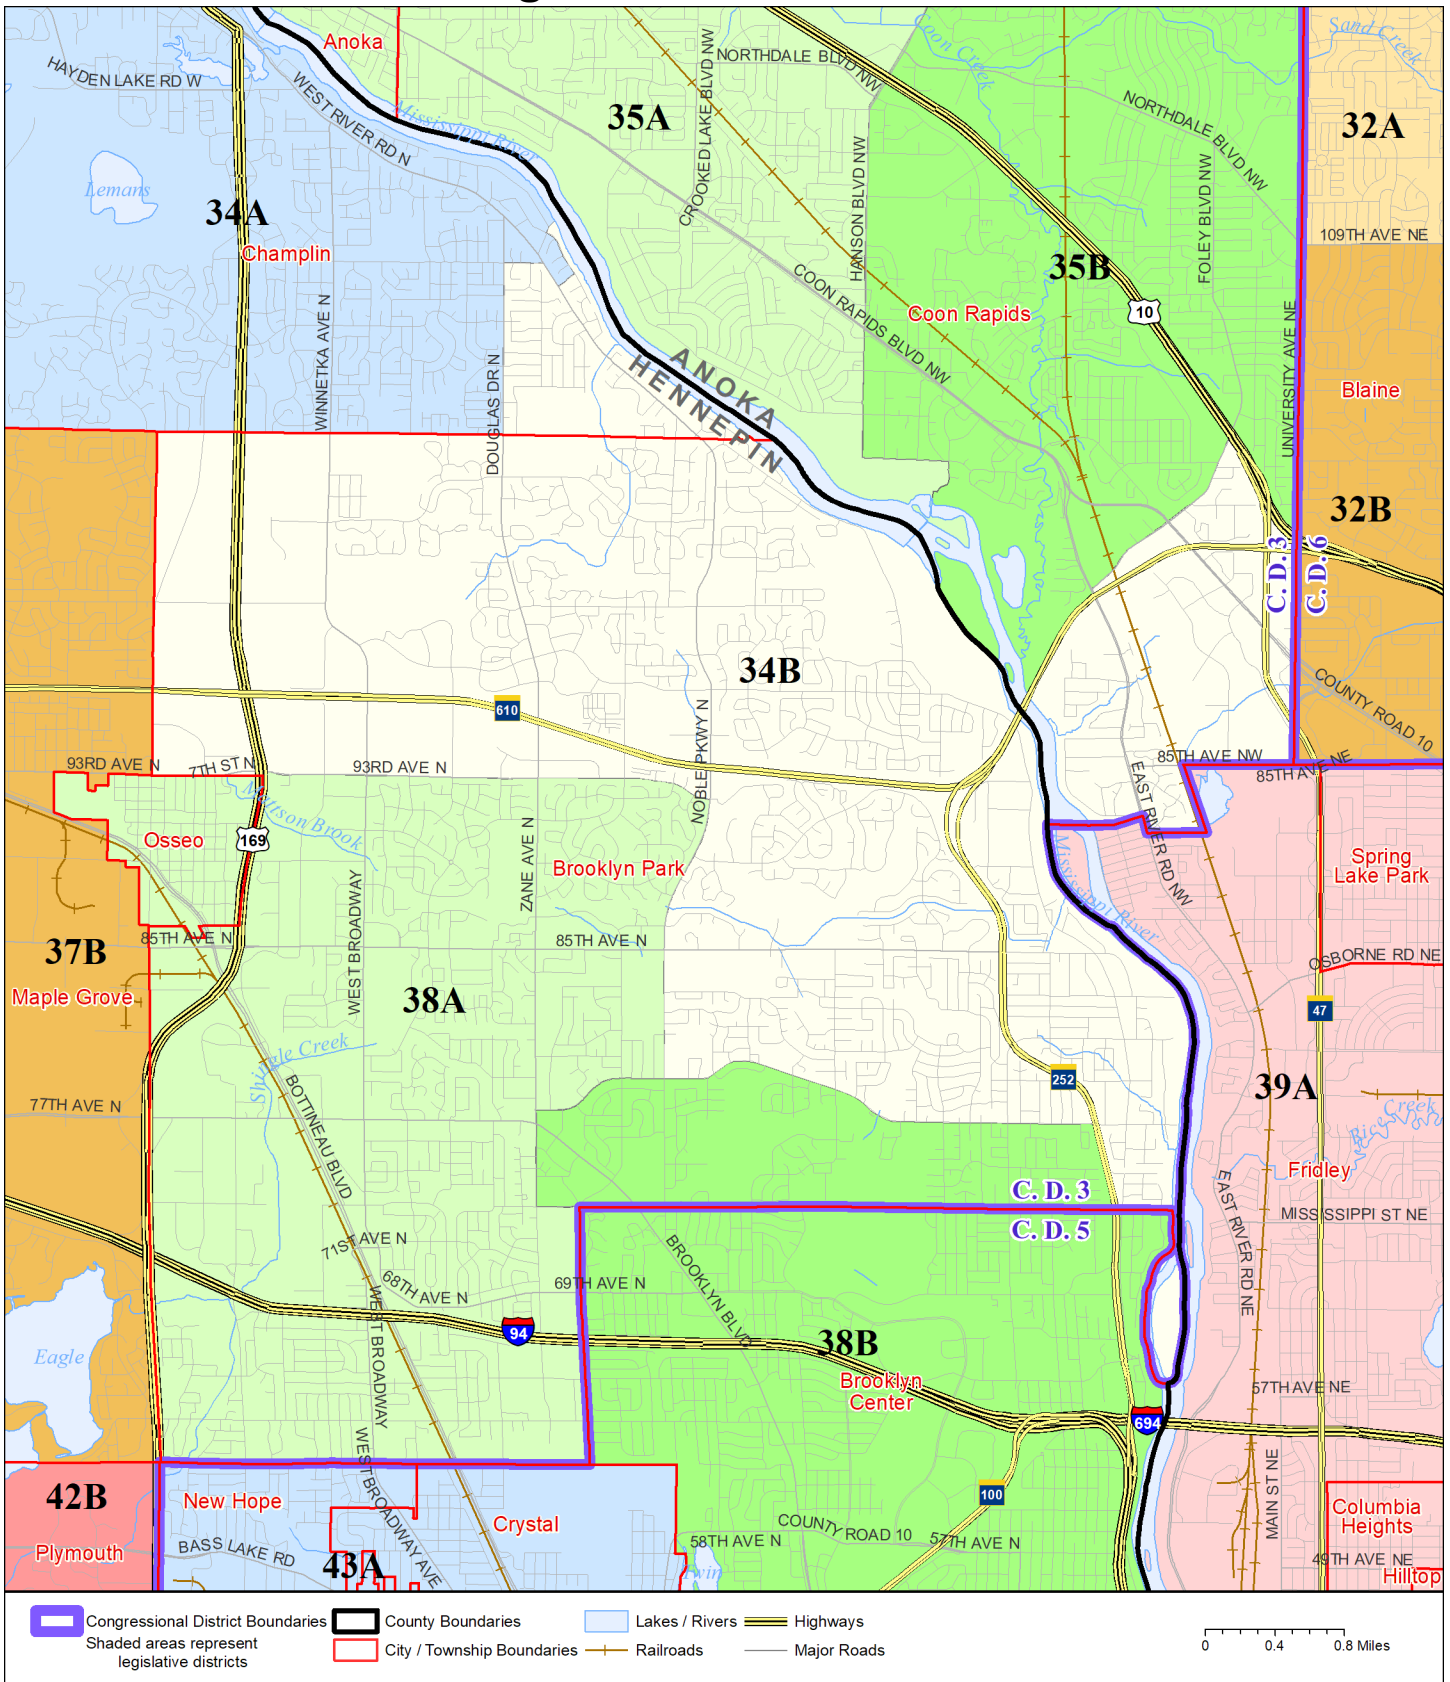 Anoka
HAYDEN LAKE RD W
WEST RIVER RD N
Mississippi River
35A
CROOKED LAKE BLVD NW
NORTHDALE BLVD NW
Coon Creek
NORTHDALE BLVD NW
Sand Creek
32A
Lemans
34A
Champlin
HANSON BLVD NW
FOLEY BLVD NW
109TH AVE NE
35B
COON RAPIDS BLVD NW
Coon Rapids
10
WINNETKA AVE N
DOUGLAS DR N
ANOKA
HENNEPIN
UNIVERSITY AVE NE
Blaine
32B
C. D. 3
C. D. 6
34B
610
NOBLE PKWY N
COUNTY ROAD 10
93RD AVE N
7TH ST N
93RD AVE N
85TH AVE NW
85TH AVE NE
EAST RIVER RD NW
Mattson Brook
Osseo
169
ZANE AVE N
Brooklyn Park
Mississippi River
Spring
Lake Park
WEST BROADWAY
37B
85TH AVE N
85TH AVE N
OSBORNE RD NE
Maple Grove
38A
47
Shingle Creek
252
39A
77TH AVE N
BOTTINEAU BLVD
Rice Creek
Fridley
C. D. 3
C. D. 5
EAST RIVER RD NE
MISSISSIPPI ST NE
71ST AVE N
68TH AVE N
69TH AVE N
BROOKLYN BLVD
WEST BROADWAY
94
38B
Eagle
Brooklyn
Center
57TH AVE NE
694
WEST BROADWAY AVE
42B
New Hope
Crystal
100
MAIN ST NE
Columbia
Heights
Plymouth
BASS LAKE RD
43A
58TH AVE N
COUNTY ROAD 10
57TH AVE N
Twin
49TH AVE NE
Hilltop
Congressional District Boundaries
County Boundaries
Lakes / Rivers
Highways
Shaded areas represent
legislative districts
City / Township Boundaries
Railroads
Major Roads
0 0.4 0.8 Miles